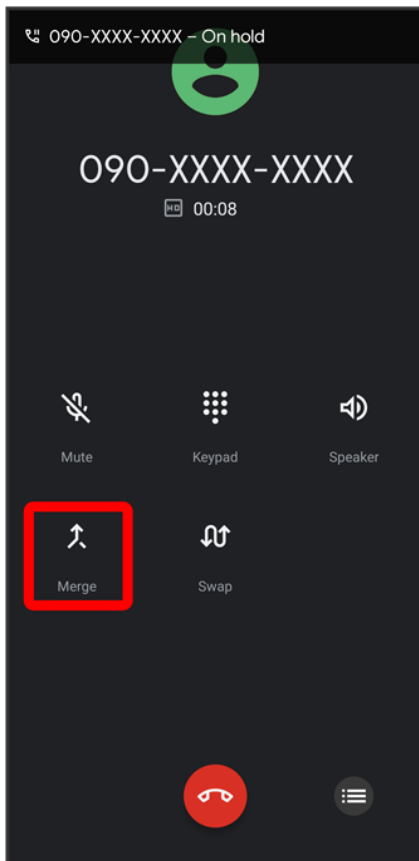 090-XXXX-XXXX – On hold
090-XXXX-XXXX
HD 00:08
Mute Keypad Speaker
Merge Swap